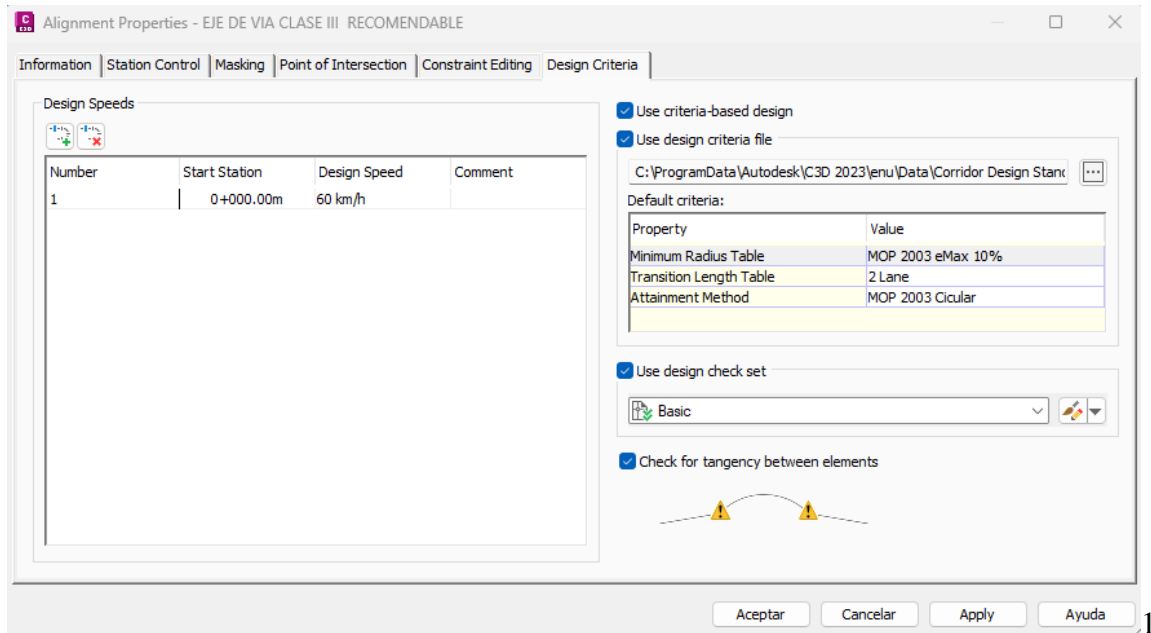 Alignment Properties - EJE DE VIA CLASE III RECOMENDABLE
Information Station Control Masking Point of Intersection Constraint Editing Design Criteria
Design Speeds
Number Start Station Design Speed Comment
1 0+000.00m 60 km/h
Use criteria-based design
Use design criteria file
C:\ProgramData\Autodesk\C3D 2023\enu\Data\Corridor Design Stand
...
Default criteria:
Property Value
Minimum Radius Table MOP 2003 eMax 10%
Transition Length Table 2 Lane
Attainment Method MOP 2003 Cicular
Use design check set
Basic
Check for tangency between elements
Aceptar Cancelar Apply Ayuda
1